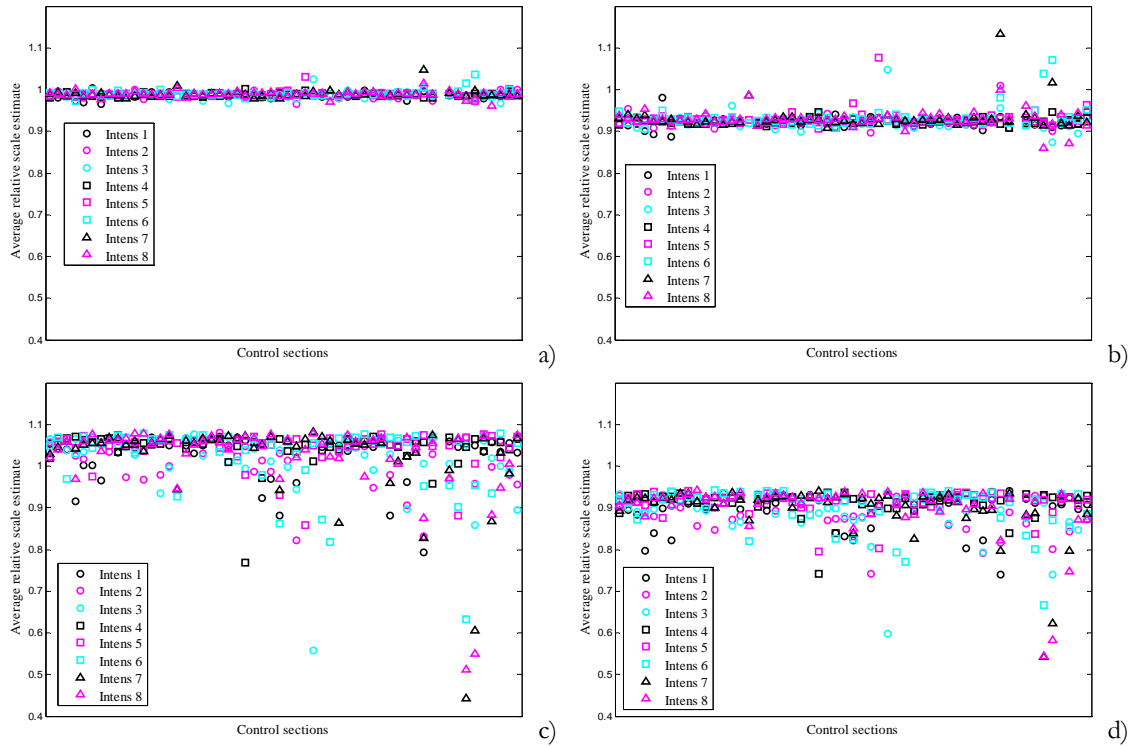 1.1
1
0.9
0.8
0.7
0.6
0.5
0.4
Average relative scale estimate
Intens 1
Intens 2
Intens 3
Intens 4
Intens 5
Intens 6
Intens 7
Intens 8
Control sections
a)
1.1
1
0.9
0.8
0.7
0.6
0.5
0.4
Average relative scale estimate
Intens 1
Intens 2
Intens 3
Intens 4
Intens 5
Intens 6
Intens 7
Intens 8
Control sections
b)
1.1
1
0.9
0.8
0.7
0.6
0.5
0.4
Average relative scale estimate
Intens 1
Intens 2
Intens 3
Intens 4
Intens 5
Intens 6
Intens 7
Intens 8
Control sections
c)
1.1
1
0.9
0.8
0.7
0.6
0.5
0.4
Average relative scale estimate
Intens 1
Intens 2
Intens 3
Intens 4
Intens 5
Intens 6
Intens 7
Intens 8
Control sections
d)